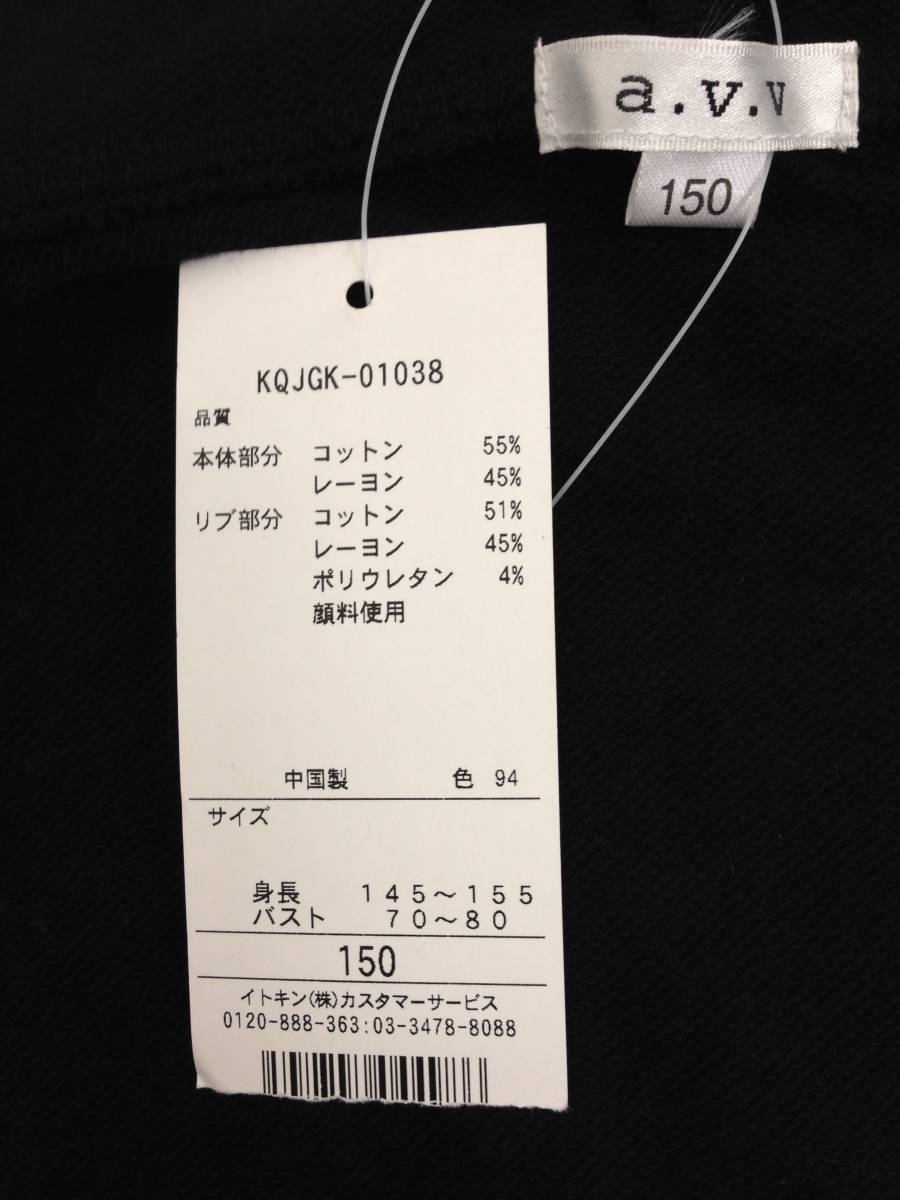 a.v.v
150
KQJGK-01038
品質
本体部分 コットン 55%
レーヨン 45%
リブ部分 コットン 51%
レーヨン 45%
ポリウレタン 4%
顔料使用
中国製 色 94
サイズ
身長 145～155
バスト 70～80
150
イトキン(株)カスタマーサービス
0120-888-363:03-3478-8088